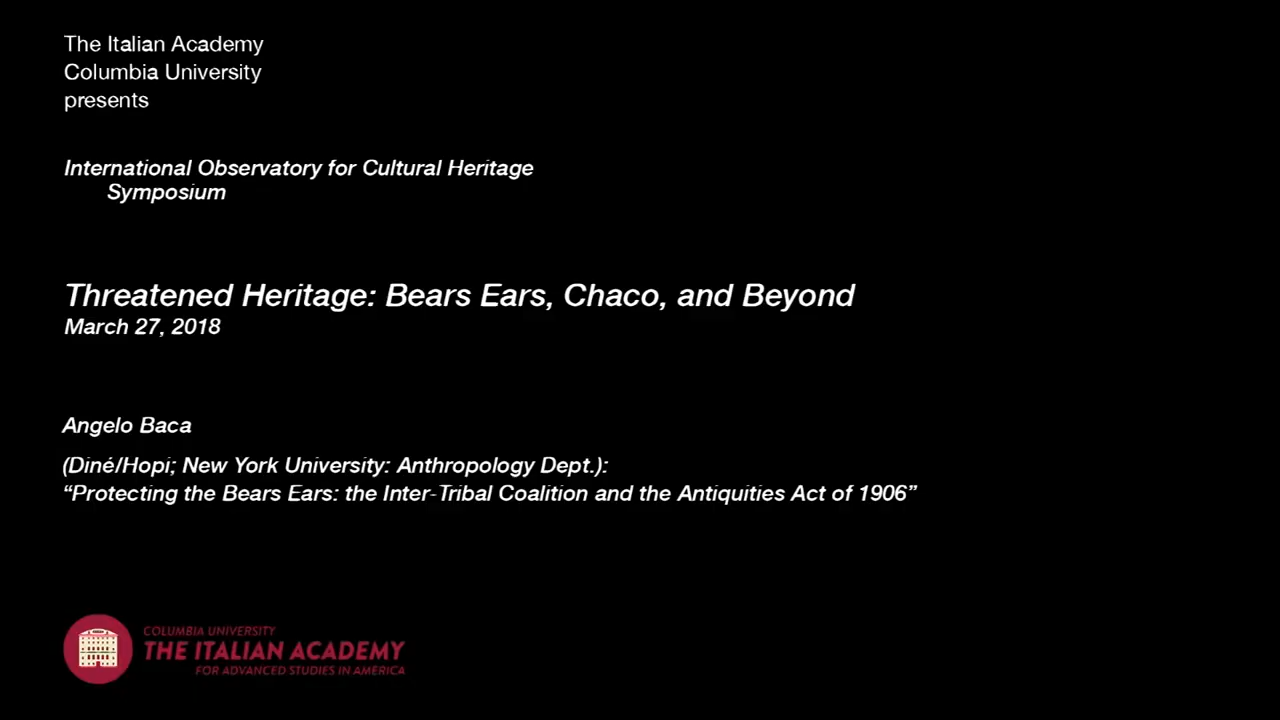 The Italian Academy
Columbia University
presents
International Observatory for Cultural Heritage
Symposium
Threatened Heritage: Bears Ears, Chaco, and Beyond
March 27, 2018
Angelo Baca
(Diné/Hopi; New York University: Anthropology Dept.):
“Protecting the Bears Ears: the Inter-Tribal Coalition and the Antiquities Act of 1906”
COLUMBIA UNIVERSITY
THE ITALIAN ACADEMY
FOR ADVANCED STUDIES IN AMERICA